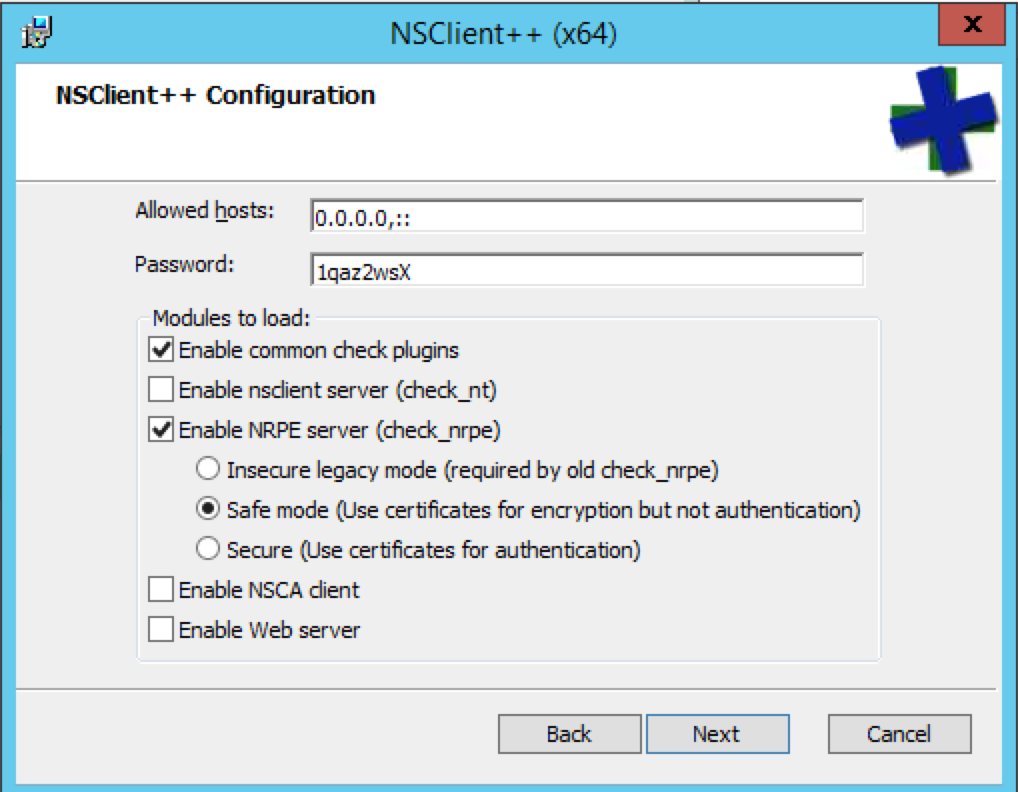 NSClient++ (x64)
x
NSClient++ Configuration
Allowed hosts:
0.0.0.0,::
Password:
1qaz2wsX
Modules to load:
Enable common check plugins
Enable nsclient server (check_nt)
Enable NRPE server (check_nrpe)
Insecure legacy mode (required by old check_nrpe)
Safe mode (Use certificates for encryption but not authentication)
Secure (Use certificates for authentication)
Enable NSCA client
Enable Web server
Back Next Cancel